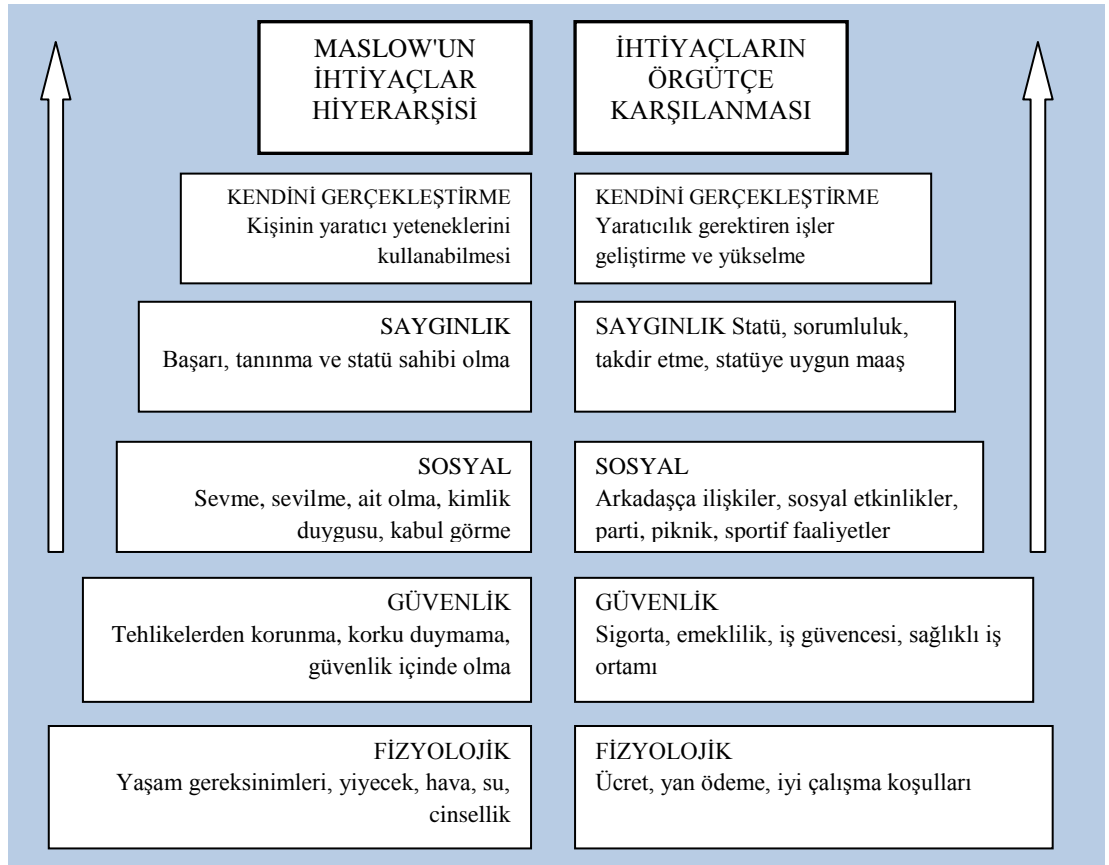 MASLOW'UN
İHTİYAÇLAR
HİYERARŞİSİ
İHTİYAÇLARIN
ÖRGÜTÇE
KARŞILANMASI
KENDİNİ GERÇEKLEŞTİRME
Kişinin yaratıcı yeteneklerini
kullanabilmesi
KENDİNİ GERÇEKLEŞTİRME
Yaratıcılık gerektiren işler
geliştirme ve yükselme
SAYGINLIK
Başarı, tanınma ve statü sahibi olma
SAYGINLIK Statü, sorumluluk,
takdir etme, statüye uygun maaş
SOSYAL
Sevme, sevilme, ait olma, kimlik
duygusu, kabul görme
SOSYAL
Arkadaşça ilişkiler, sosyal etkinlikler,
parti, piknik, sportif faaliyetler
GÜVENLİK
Tehlikelerden korunma, korku duymama,
güvenlik içinde olma
GÜVENLİK
Sigorta, emeklilik, iş güvencesi, sağlıklı iş
ortamı
FİZYOLOJİK
Yaşam gereksinimleri, yiyecek, hava, su,
cinsellik
FİZYOLOJİK
Ücret, yan ödeme, iyi çalışma koşulları